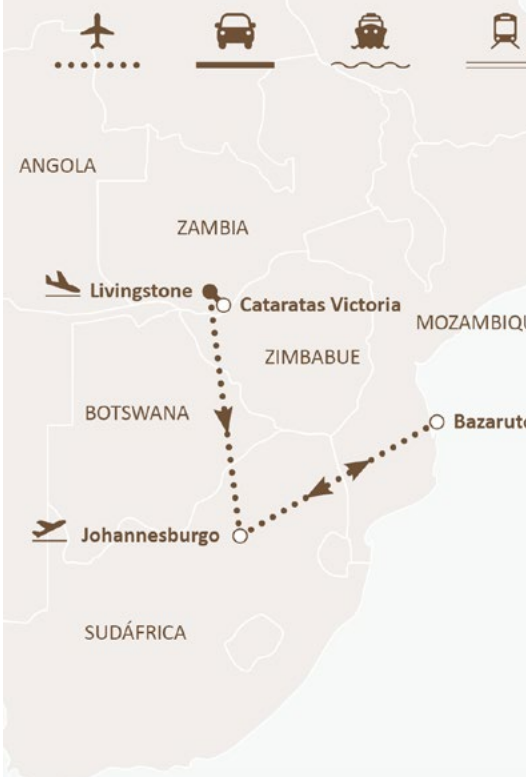 ANGOLA
ZAMBIA
Livingstone
Cataratas Victoria
MOZAMBIQU
ZIMBABUE
BOTSWANA
Bazaruto
Johannesburgo
SUDÁFRICA